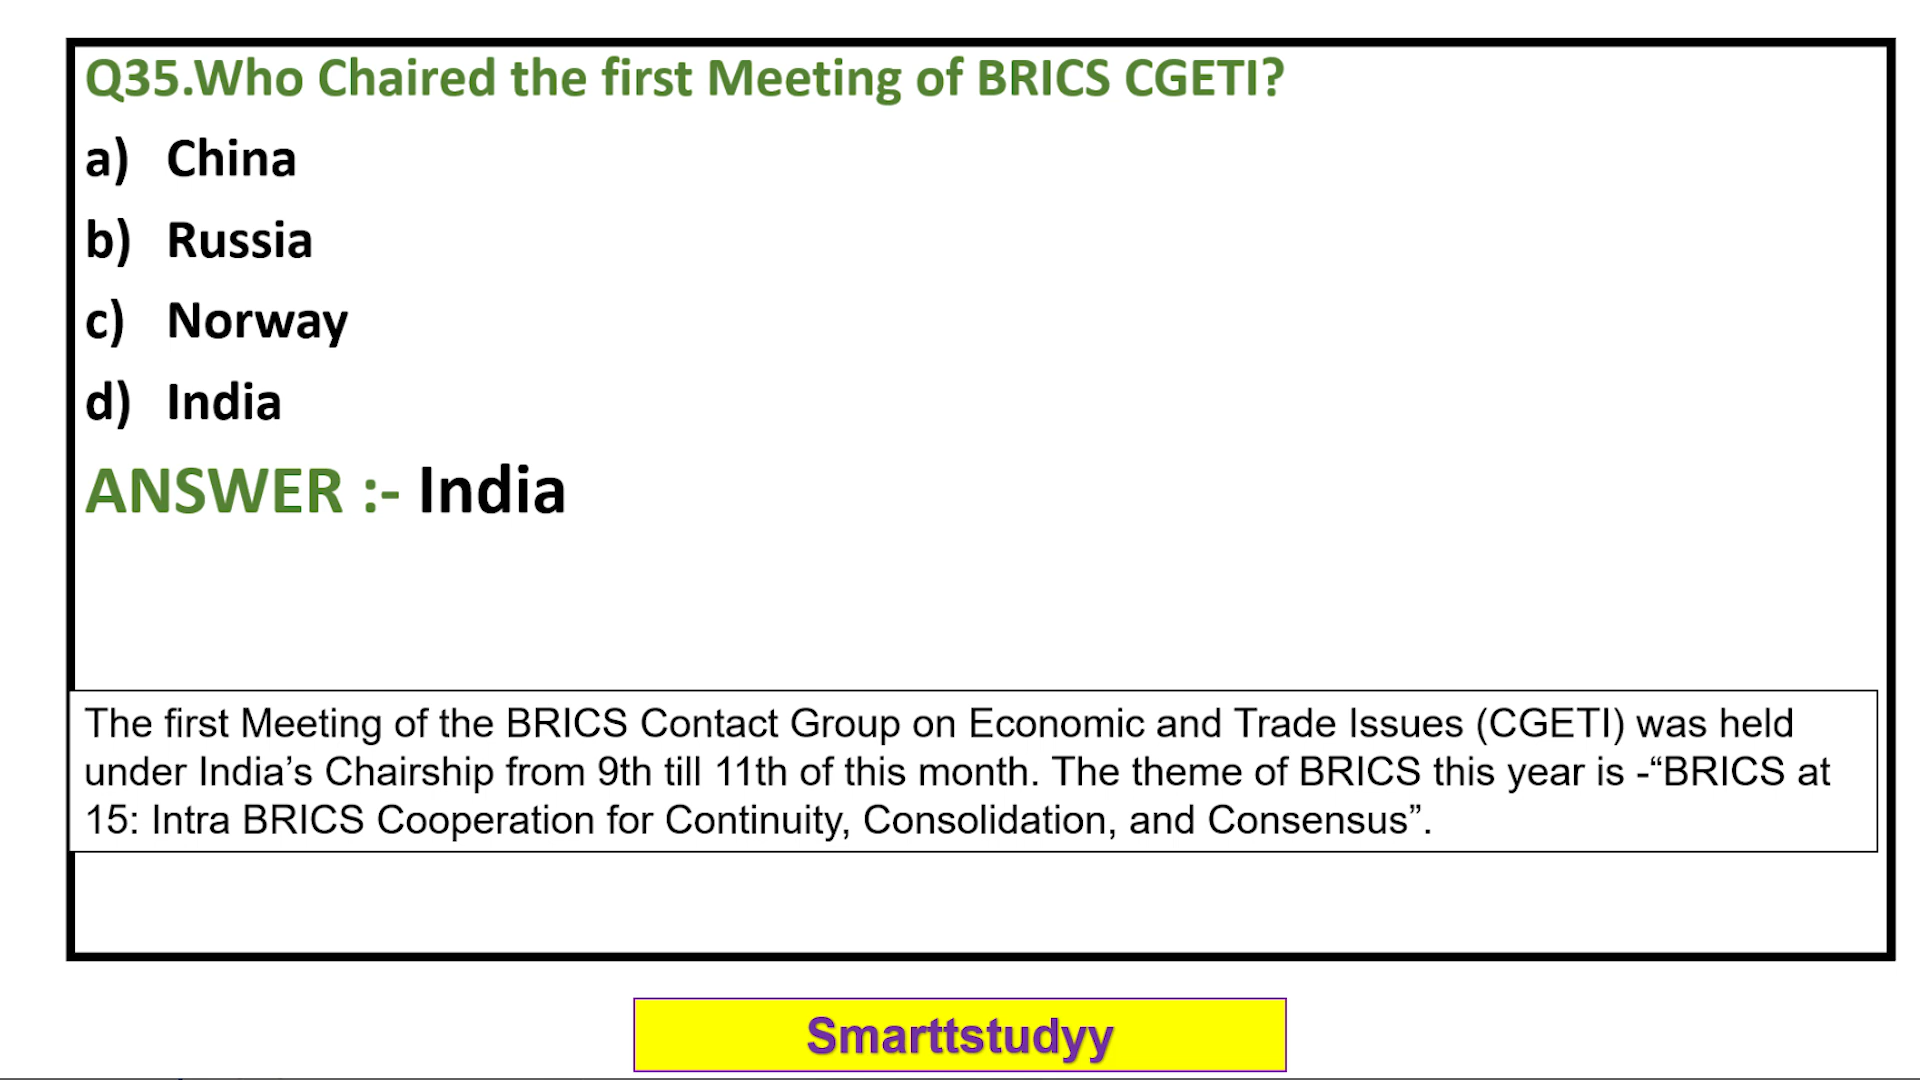 Q35.Who Chaired the first Meeting of BRICS CGETI?
a) China
b) Russia
c) Norway
d) India
ANSWER :- India
The first Meeting of the BRICS Contact Group on Economic and Trade Issues (CGETI) was held
under India’s Chairship from 9th till 11th of this month. The theme of BRICS this year is -“BRICS at
15: Intra BRICS Cooperation for Continuity, Consolidation, and Consensus”.
Smarttstudyy